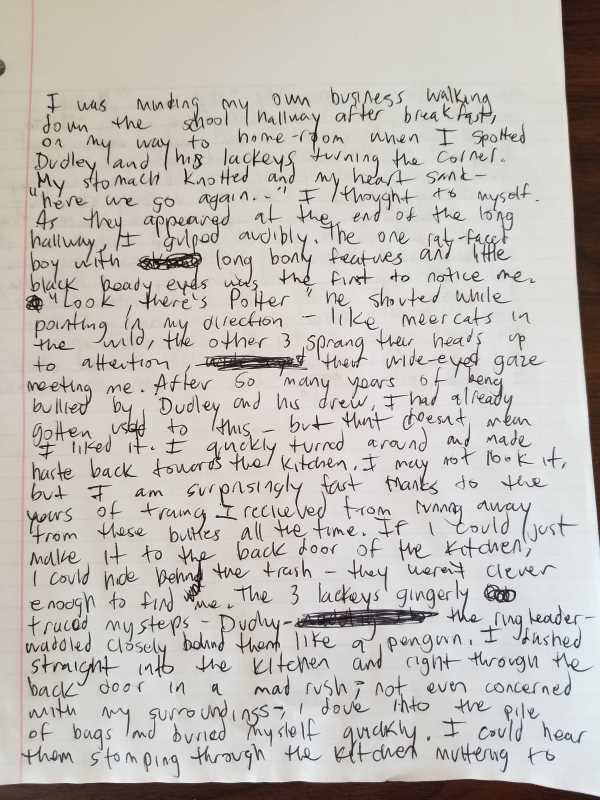 I was minding my own business walking
down the school hallway after breakfast,
on my way to home-room when I spotted
Dudley and his lackeys turning the corner.
My stomach knotted and my heart sank-
"here we go again.." I thought to myself.
As they appeared at the end of the long
hallway, I gulped audibly. The one rat-faced
boy with long bony features and little
black beady eyes was the first to notice me.
"Look, there's Potter" he shouted while
pointing in my direction - like meercats in
the wild, the other 3 sprang their heads up
to attention, their wide-eyed gaze
meeting me. After so many years of being
bullied by Dudley and his drew, I had already
gotten used to this - but that doesn't mean
I liked it. I quickly turned around and made
haste back towards the kitchen. I may not look it,
but I am surprisingly fast thanks to the
years of traing I recieved from running away
from these bullies all the time. If I could just
make it to the back door of the kitchen,
I could hide behind the trash - they weren't clever
enough to find me. The 3 lackeys gingerly
traced my steps - Dudley - the ringleader -
waddled closely behind them like a penguin. I dashed
straight into the kitchen and right through the
back door in a mad rush; not even concerned
with my surroundings, I dove into the pile
of bags and buried myself quickly. I could hear
them stomping through the kitchen muttering to